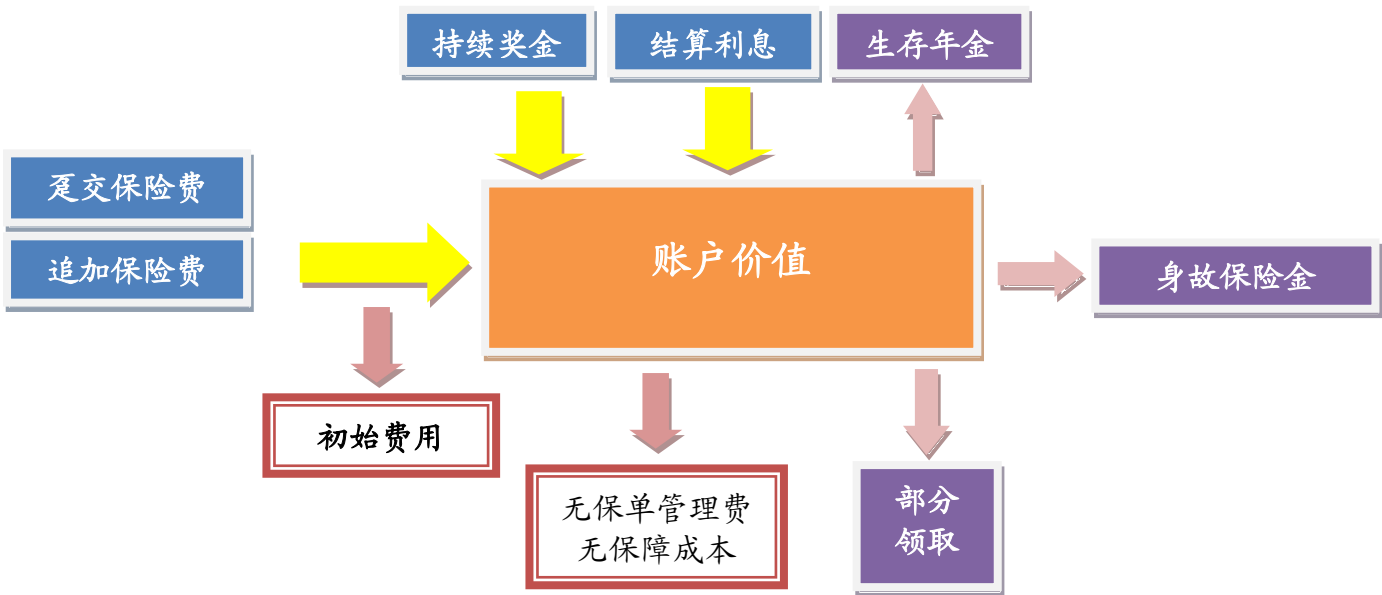 持续奖金
结算利息
生存年金
趸交保险费
追加保险费
账户价值
身故保险金
初始费用
无保单管理费
无保障成本
部分
领取